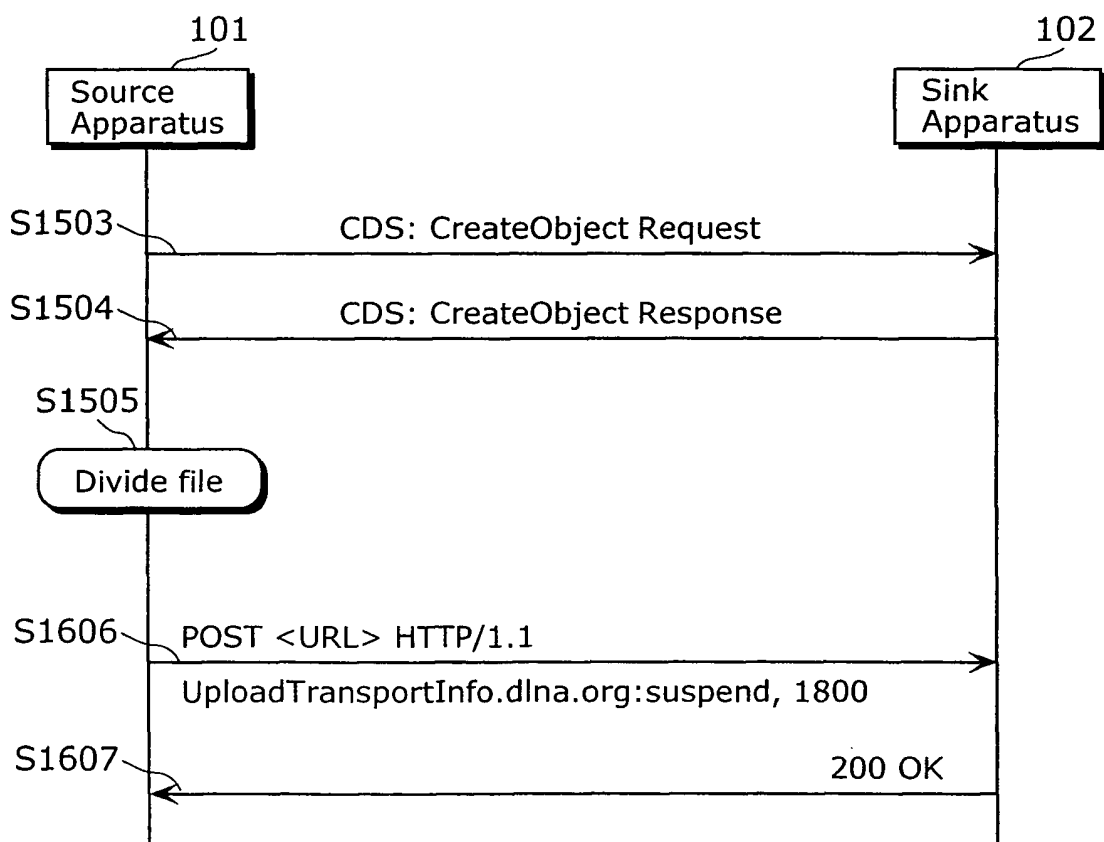 101
102
Source
Apparatus
Sink
Apparatus
S1503
CDS: CreateObject Request
S1504
CDS: CreateObject Response
S1505
Divide file
S1606
POST <URL> HTTP/1.1
UploadTransportInfo.dlna.org:suspend, 1800
S1607
200 OK